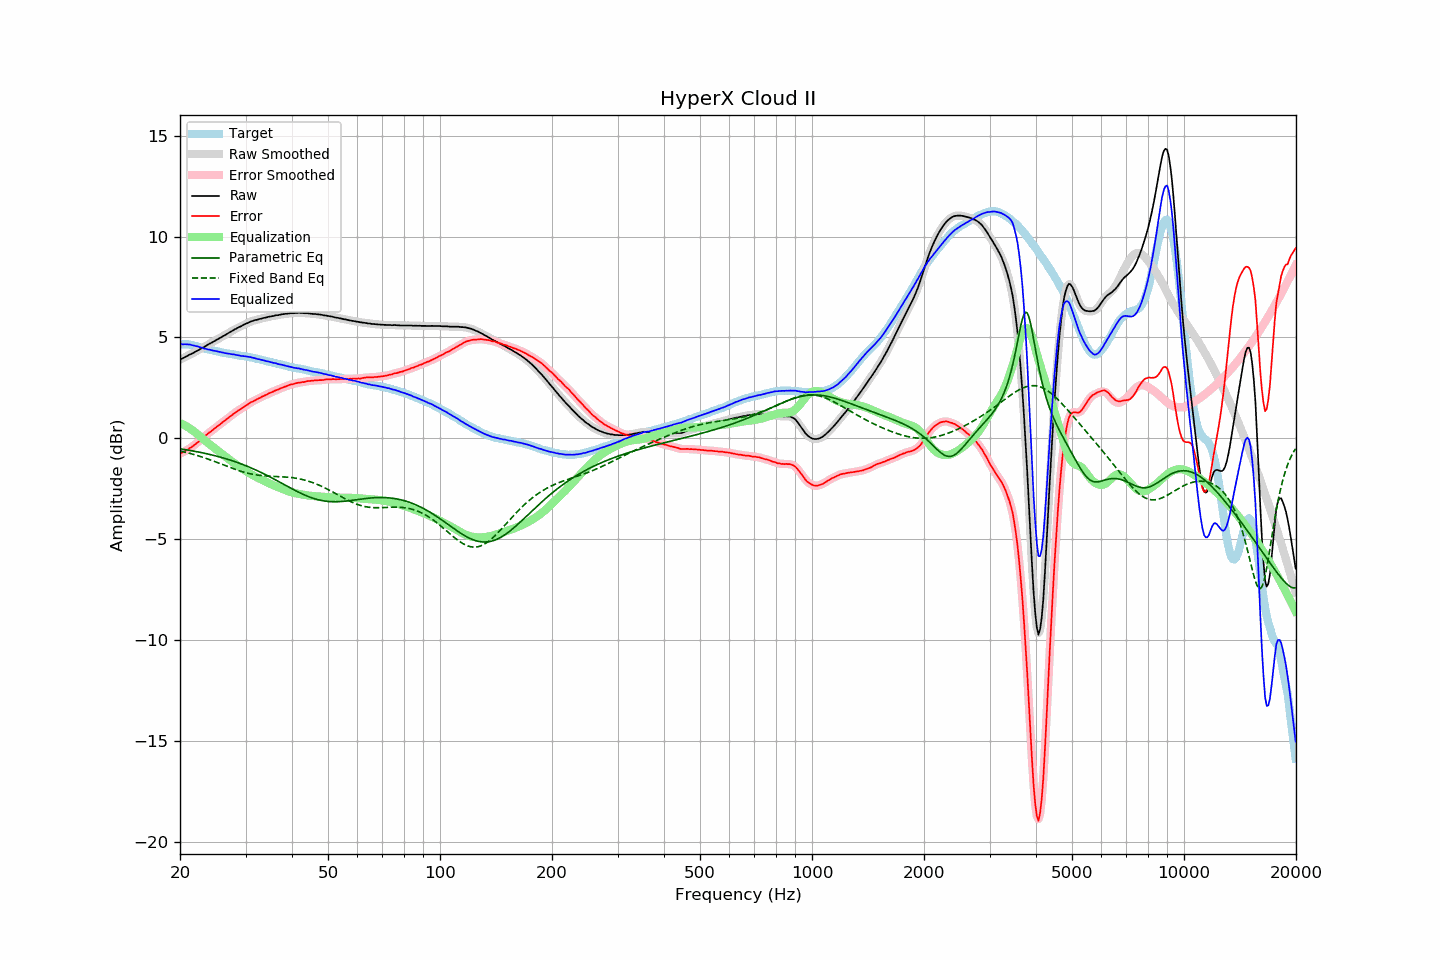 HyperX Cloud II
Target
Raw Smoothed
Error Smoothed
Raw
Error
Equalization
Parametric Eq
Fixed Band Eq
Equalized
Amplitude (dBr)
15
10
5
0
−5
−10
−15
−20
20 50 100 200 500 1000 2000 5000 10000 20000
Frequency (Hz)